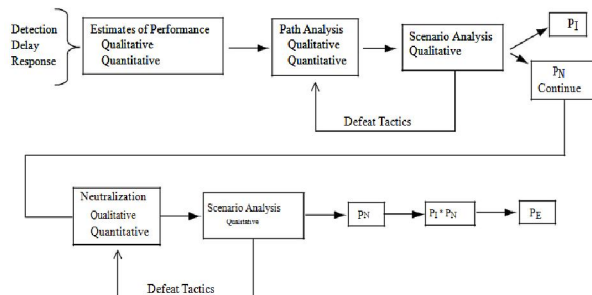 Detection
Delay
Response
Estimates of Performance
Qualitative
Quantitative
Path Analysis
Qualitative
Quantitative
Scenario Analysis
Qualitative
PI
PN
Continue
Defeat Tactics
Neutralization
Qualitative
Quantitative
Scenario Analysis
Qualitative
PN
PI * PN
PE
Defeat Tactics